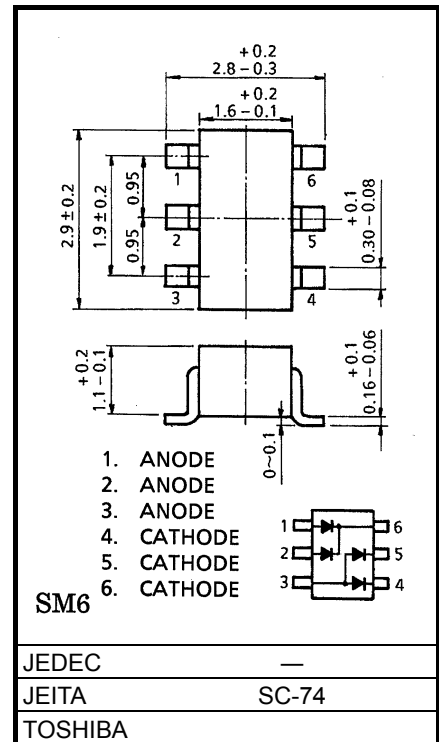 + 0.2
2.8 – 0.3
+ 0.2
1.6 – 0.1
2.9 ± 0.2
1.9 ± 0.2
0.95
0.95
1
2
3
6
5
4
+ 0.1
0.30 – 0.08
+ 0.2
1.1 – 0.1
+ 0.1
0.16 – 0.06
0~0.1
1. ANODE
2. ANODE
3. ANODE
4. CATHODE
5. CATHODE
6. CATHODE
1
2
3
6
5
4
SM6
JEDEC —
JEITA SC-74
TOSHIBA